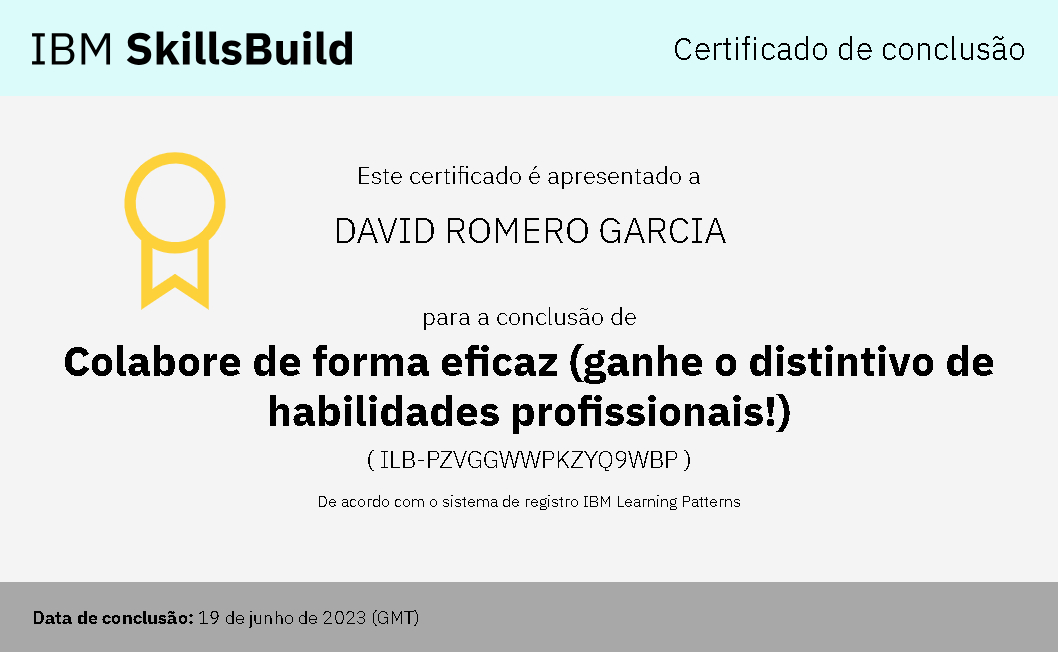 IBM SkillsBuild
Certificado de conclusão
Este certificado é apresentado a
DAVID ROMERO GARCIA
para a conclusão de
Colabore de forma eficaz (ganhe o distintivo de
habilidades profissionais!)
( ILB-PZVGGWWPKZYQ9WBP )
De acordo com o sistema de registro IBM Learning Patterns
Data de conclusão: 19 de junho de 2023 (GMT)